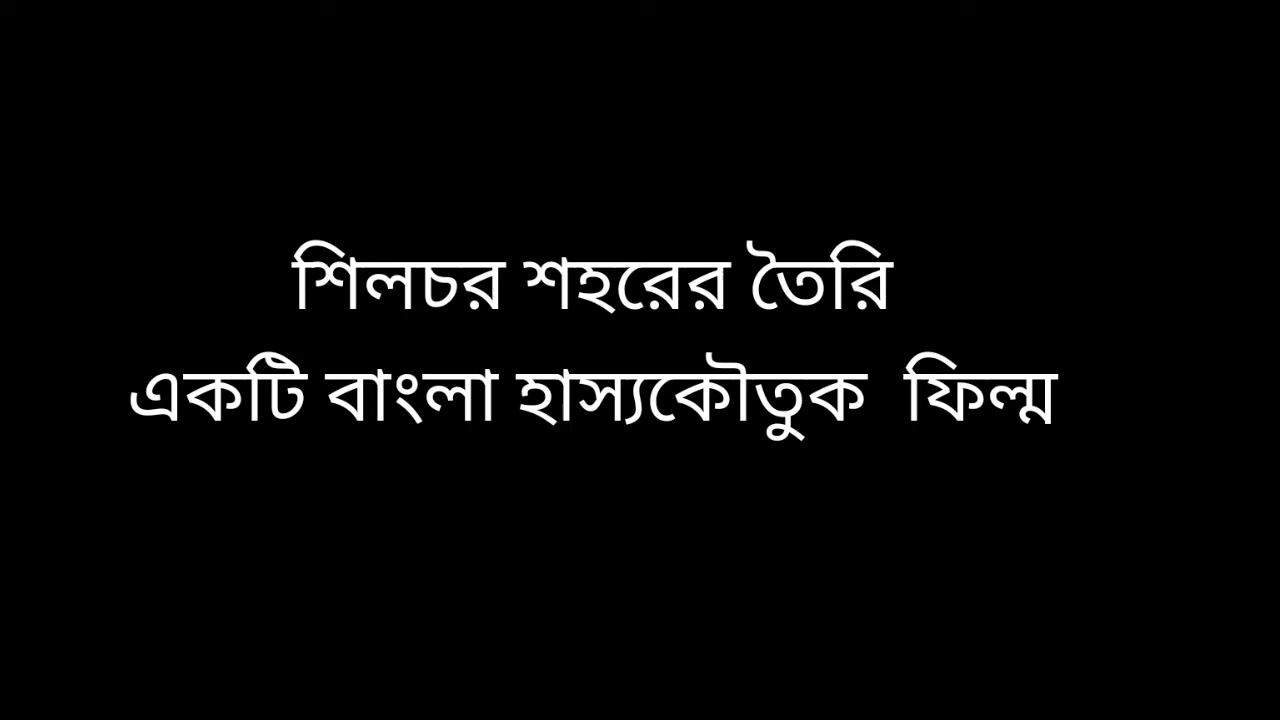 শিলচর শহরের তৈরি
একটি বাংলা হাস্যকৌতুক ফিল্ম